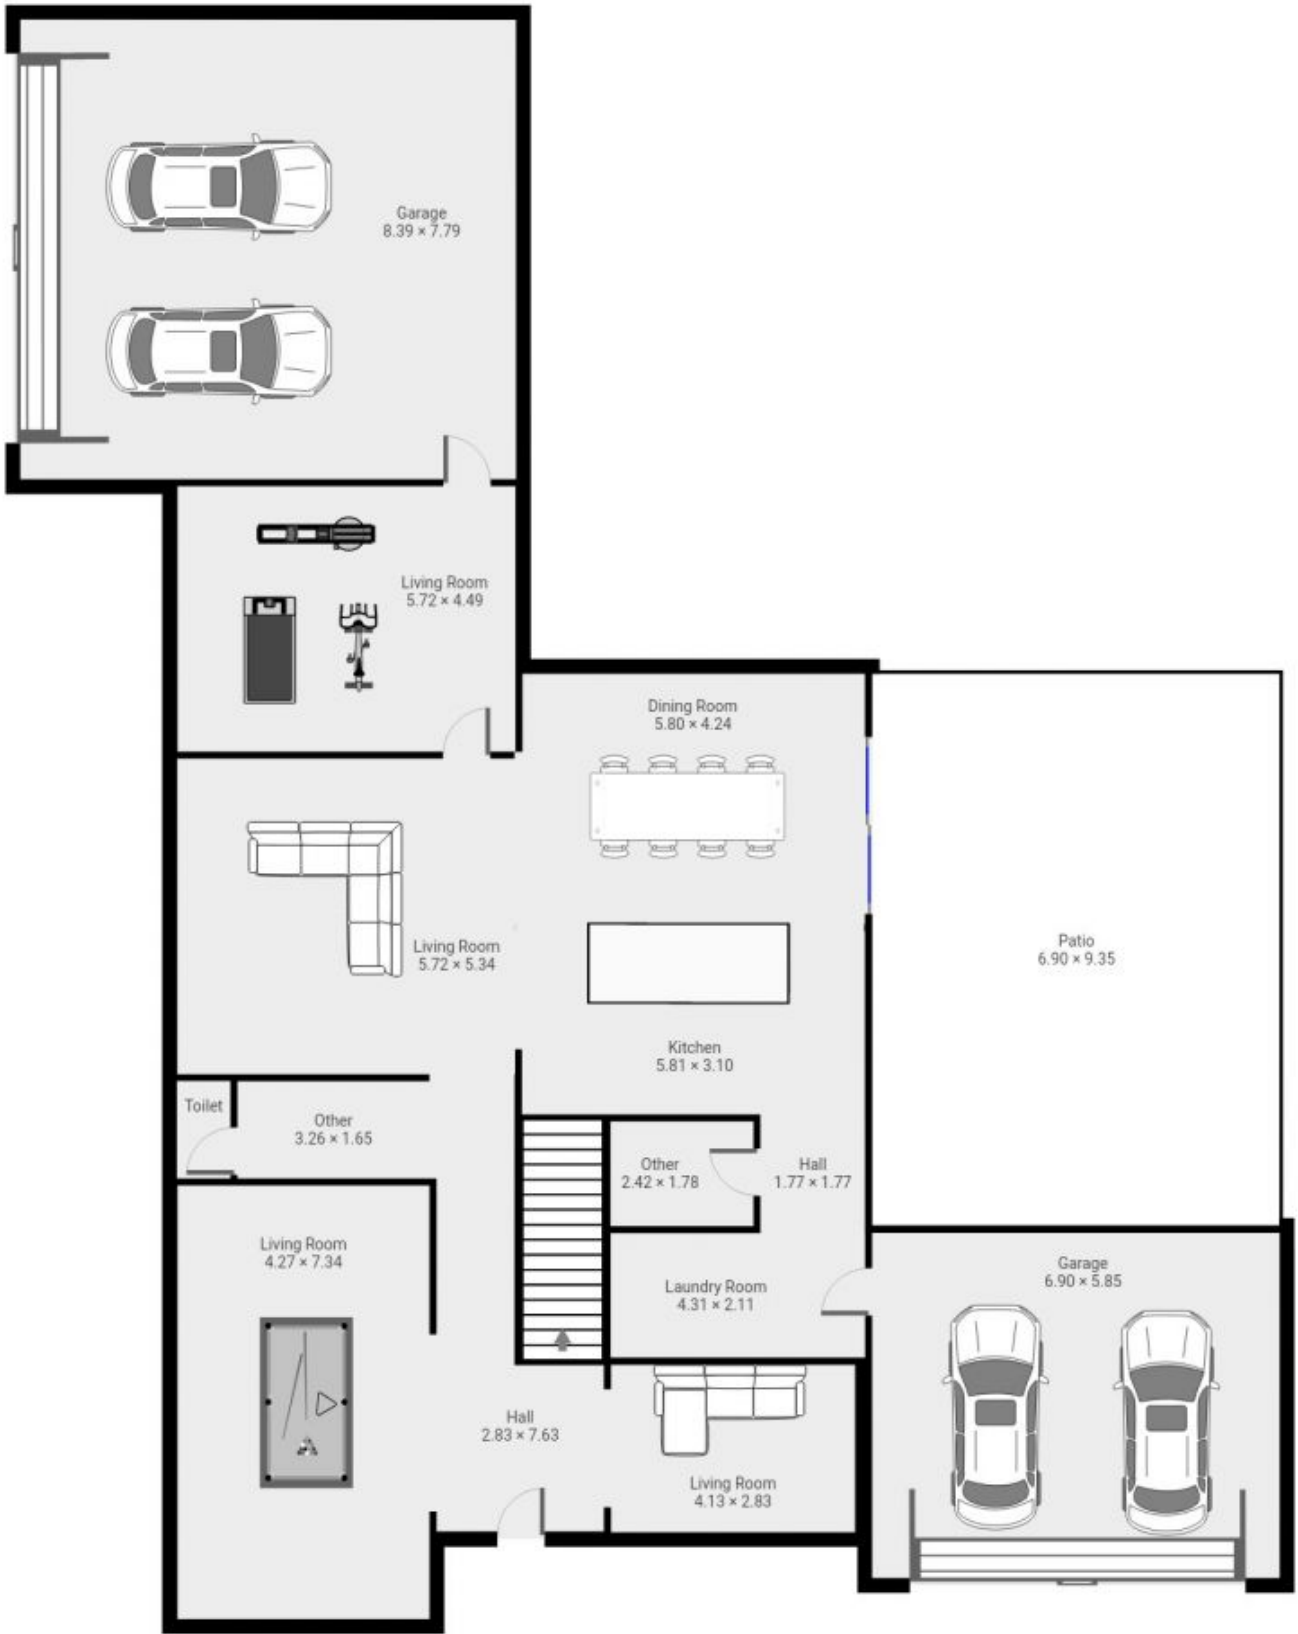 Garage
8.39 × 7.79
Living Room
5.72 × 4.49
Dining Room
5.80 × 4.24
Living Room
5.72 × 5.34
Patio
6.90 × 9.35
Kitchen
5.81 × 3.10
Toilet
Other
3.26 × 1.65
Other
2.42 × 1.78
Hall
1.77 × 1.77
Living Room
4.27 × 7.34
Garage
6.90 × 5.85
Laundry Room
4.31 × 2.11
Hall
2.83 × 7.63
Living Room
4.13 × 2.83